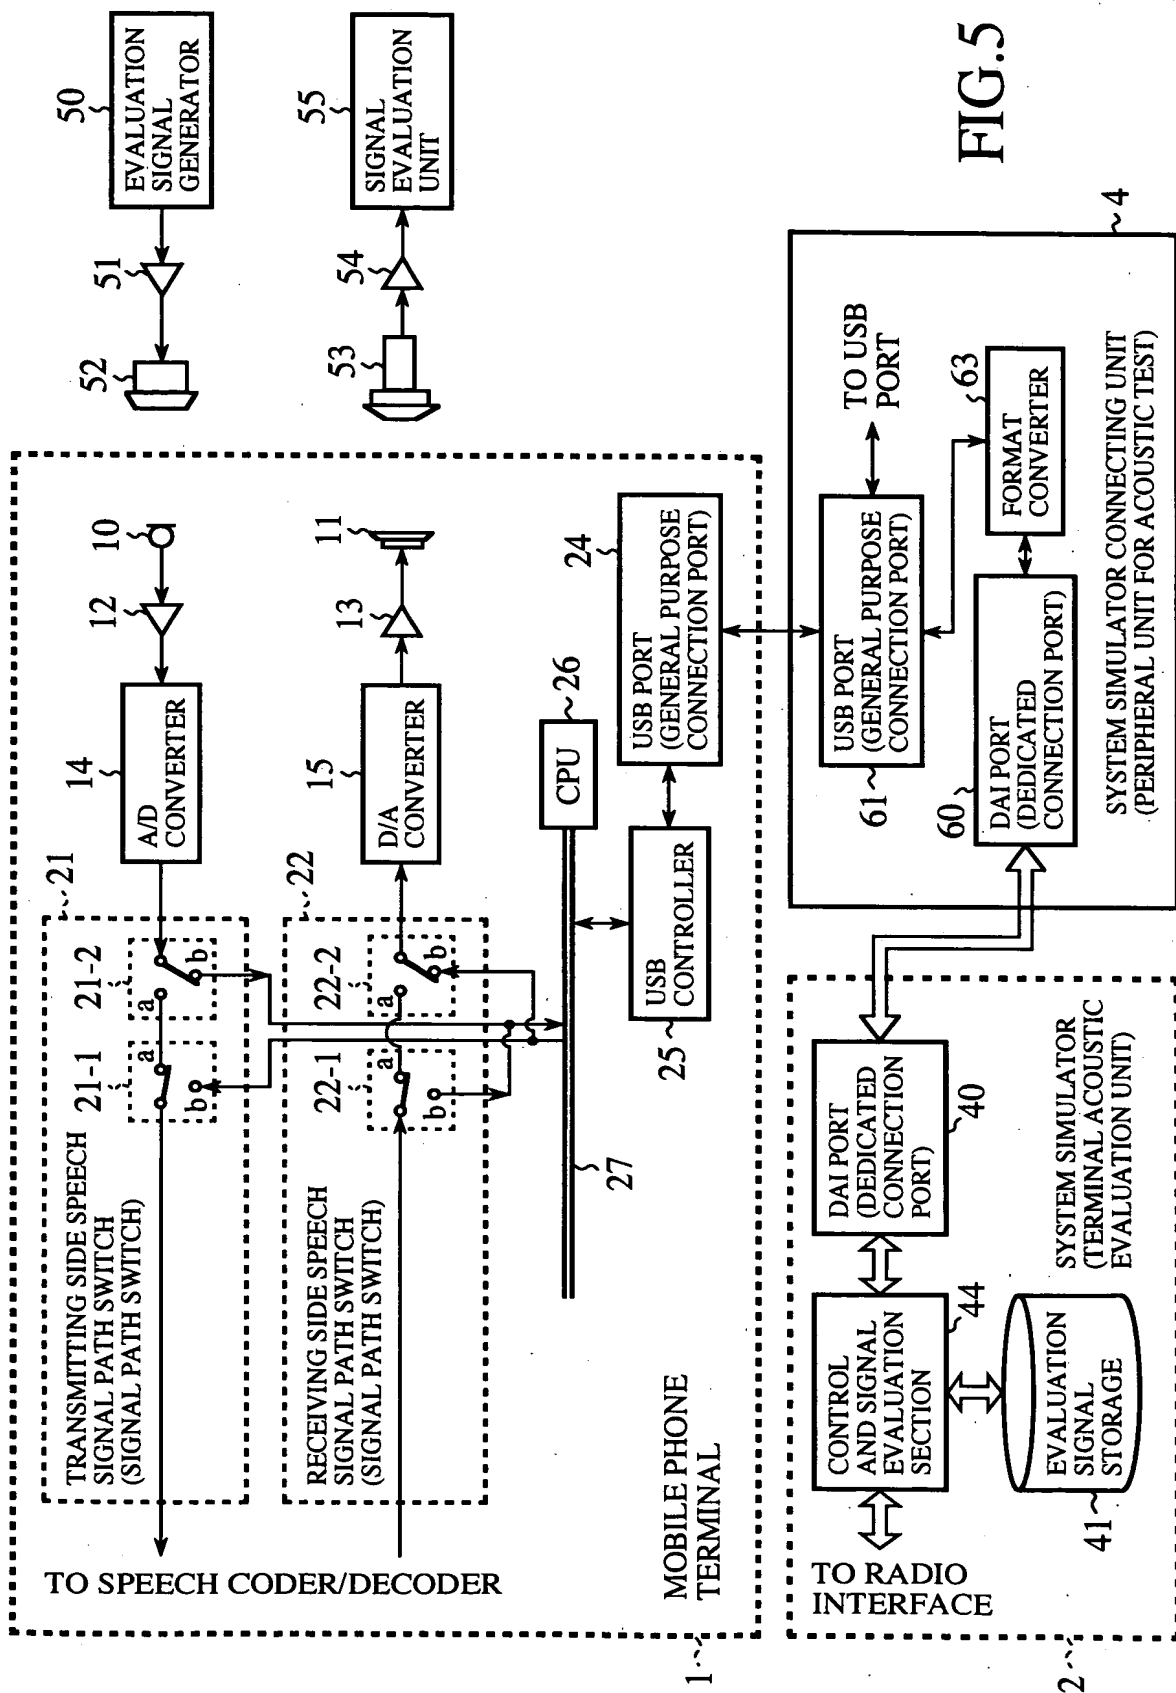 50
EVALUATION
SIGNAL
GENERATOR
51
52
55
SIGNAL
EVALUATION
UNIT
54
53
FIG.5
10
12
14
A/D
CONVERTER
21
21-2
a
b
21-1
a
b
TRANSMITTING SIDE SPEECH
SIGNAL PATH SWITCH
(SIGNAL PATH SWITCH)
11
13
15
D/A
CONVERTER
22
22-2
a
b
22-1
a
b
RECEIVING SIDE SPEECH
SIGNAL PATH SWITCH
(SIGNAL PATH SWITCH)
TO SPEECH CODER/DECODER
CPU
26
27
24
USB PORT
(GENERAL PURPOSE
CONNECTION PORT)
USB
CONTROLLER
25
MOBILE PHONE
TERMINAL
1
4
TO USB
PORT
USB PORT
(GENERAL PURPOSE
CONNECTION PORT)
61
63
FORMAT
CONVERTER
60
DAI PORT
(DEDICATED
CONNECTION PORT)
SYSTEM SIMULATOR CONNECTING UNIT
(PERIPHERAL UNIT FOR ACOUSTIC TEST)
DAI PORT
(DEDICATED
CONNECTION
PORT)
40
CONTROL
AND SIGNAL
EVALUATION
SECTION
44
EVALUATION
SIGNAL
STORAGE
41
SYSTEM SIMULATOR
(TERMINAL ACOUSTIC
EVALUATION UNIT)
TO RADIO
INTERFACE
2